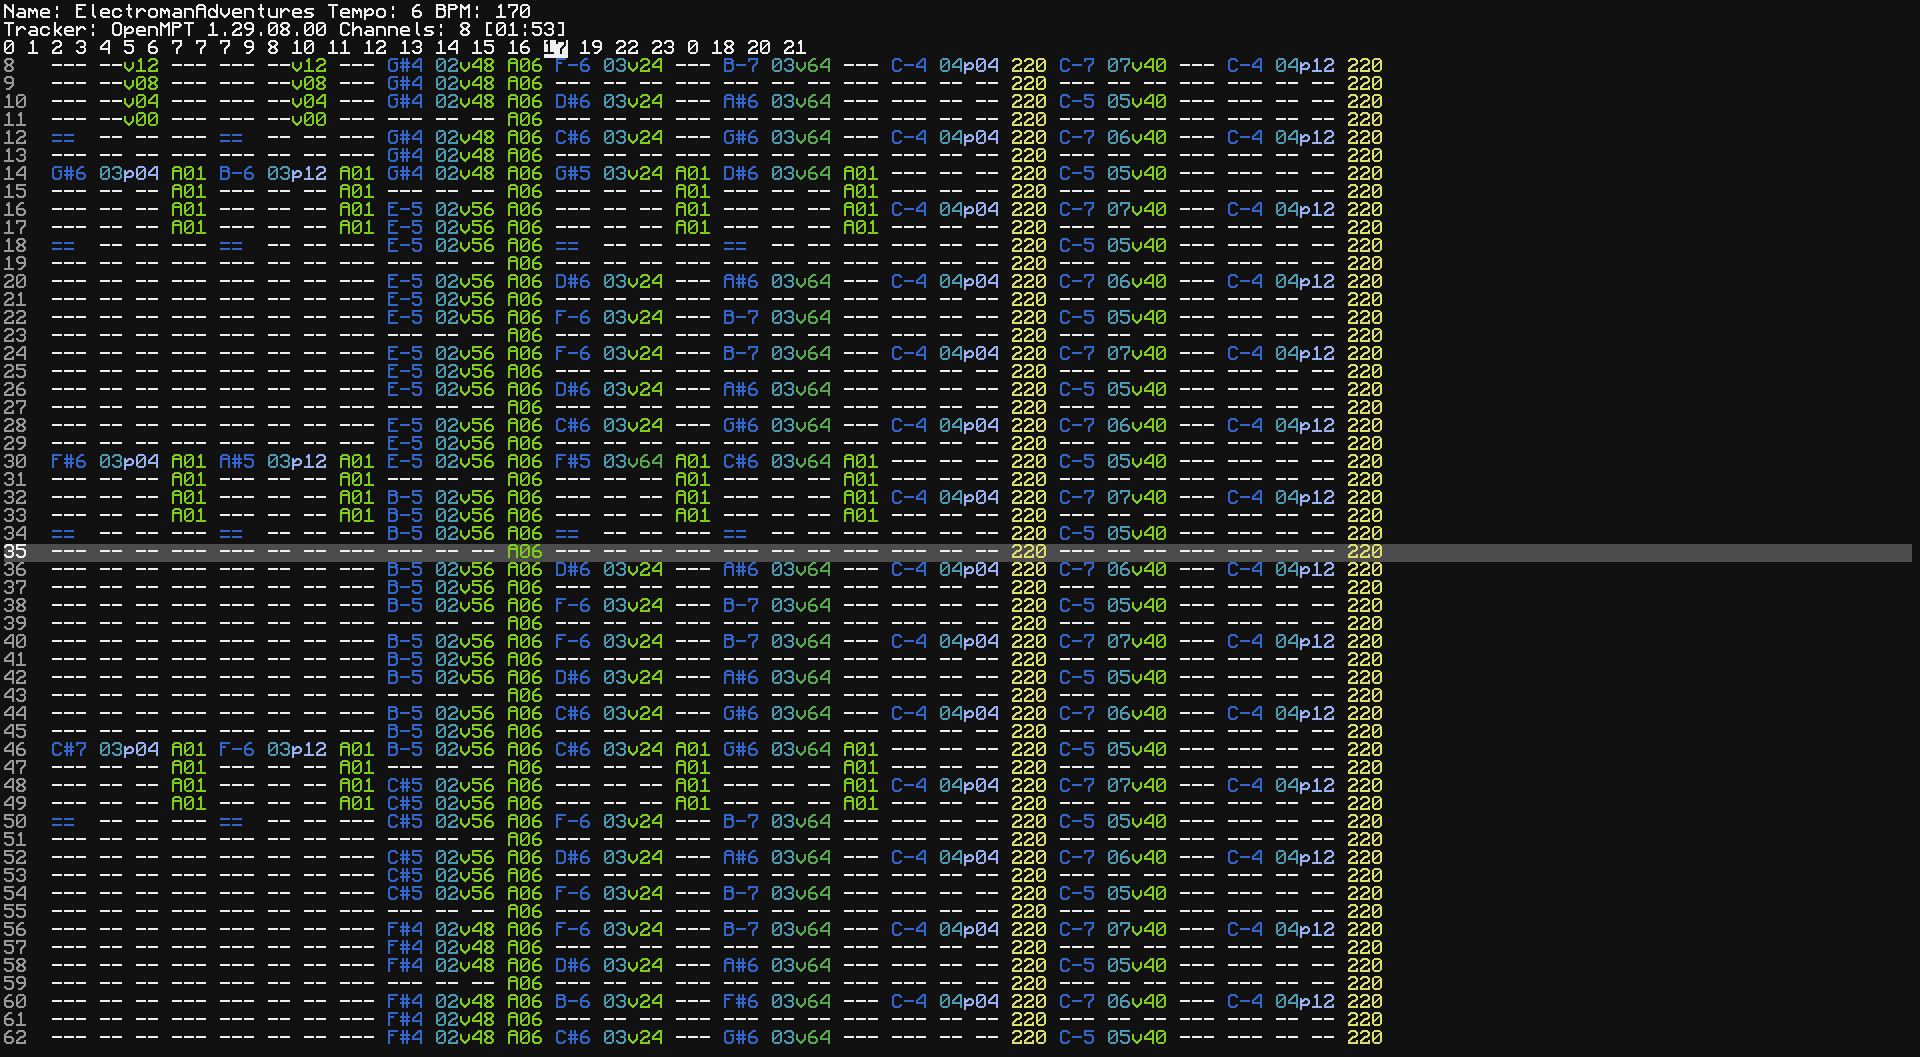 Name: ElectromanAdventures Tempo: 6 BPM: 170
Tracker: OpenMPT 1.29.08.00 Channels: 8 [01:53]
0 1 2 3 4 5 6 7 7 7 9 8 10 11 12 13 14 15 16 17 19 22 23 0 18 20 21
8 --- --v12 --- --- --v12 --- G#4 02v48 A06 F-6 03v24 --- B-7 03v64 --- C-4 04p04 220 C-7 07v40 --- C-4 04p12 220
9 --- --v08 --- --- --v08 --- G#4 02v48 A06 --- -- -- --- --- -- -- --- --- -- -- 220 --- -- -- --- --- -- -- 220
10 --- --v04 --- --- --v04 --- G#4 02v48 A06 D#6 03v24 --- A#6 03v64 --- --- -- -- 220 C-5 05v40 --- --- -- -- 220
11 --- --v00 --- --- --v00 --- --- -- -- A06 --- -- -- --- --- -- -- --- --- -- -- 220 --- -- -- --- --- -- -- 220
12 == -- -- --- == -- -- --- G#4 02v48 A06 C#6 03v24 --- G#6 03v64 --- C-4 04p04 220 C-7 06v40 --- C-4 04p12 220
13 --- -- -- --- --- -- -- --- G#4 02v48 A06 --- -- -- --- --- -- -- --- --- -- -- 220 --- -- -- --- --- -- -- 220
14 G#6 03p04 A01 B-6 03p12 A01 G#4 02v48 A06 G#5 03v24 A01 D#6 03v64 A01 --- -- -- 220 C-5 05v40 --- --- -- -- 220
15 --- -- -- A01 --- -- -- A01 --- -- -- A06 --- -- -- A01 --- -- -- A01 --- -- -- 220 --- -- -- --- --- -- -- 220
16 --- -- -- A01 --- -- -- A01 E-5 02v56 A06 --- -- -- A01 --- -- -- A01 C-4 04p04 220 C-7 07v40 --- C-4 04p12 220
17 --- -- -- A01 --- -- -- A01 E-5 02v56 A06 --- -- -- A01 --- -- -- A01 --- -- -- 220 --- -- -- --- --- -- -- 220
18 == -- -- --- == -- -- --- E-5 02v56 A06 == -- -- --- == -- -- --- --- -- -- 220 C-5 05v40 --- --- -- -- 220
19 --- -- -- --- --- -- -- --- --- -- -- A06 --- -- -- --- --- -- -- --- --- -- -- 220 --- -- -- --- --- -- -- 220
20 --- -- -- --- --- -- -- --- E-5 02v56 A06 D#6 03v24 --- A#6 03v64 --- C-4 04p04 220 C-7 06v40 --- C-4 04p12 220
21 --- -- -- --- --- -- -- --- E-5 02v56 A06 --- -- -- --- --- -- -- --- --- -- -- 220 --- -- -- --- --- -- -- 220
22 --- -- -- --- --- -- -- --- E-5 02v56 A06 F-6 03v24 --- B-7 03v64 --- --- -- -- 220 C-5 05v40 --- --- -- -- 220
23 --- -- -- --- --- -- -- --- --- -- -- A06 --- -- -- --- --- -- -- --- --- -- -- 220 --- -- -- --- --- -- -- 220
24 --- -- -- --- --- -- -- --- E-5 02v56 A06 F-6 03v24 --- B-7 03v64 --- C-4 04p04 220 C-7 07v40 --- C-4 04p12 220
25 --- -- -- --- --- -- -- --- E-5 02v56 A06 --- -- -- --- --- -- -- --- --- -- -- 220 --- -- -- --- --- -- -- 220
26 --- -- -- --- --- -- -- --- E-5 02v56 A06 D#6 03v24 --- A#6 03v64 --- --- -- -- 220 C-5 05v40 --- --- -- -- 220
27 --- -- -- --- --- -- -- --- --- -- -- A06 --- -- -- --- --- -- -- --- --- -- -- 220 --- -- -- --- --- -- -- 220
28 --- -- -- --- --- -- -- --- E-5 02v56 A06 C#6 03v24 --- G#6 03v64 --- C-4 04p04 220 C-7 06v40 --- C-4 04p12 220
29 --- -- -- --- --- -- -- --- E-5 02v56 A06 --- -- -- --- --- -- -- --- --- -- -- 220 --- -- -- --- --- -- -- 220
30 F#6 03p04 A01 A#5 03p12 A01 E-5 02v56 A06 F#5 03v64 A01 C#6 03v64 A01 --- -- -- 220 C-5 05v40 --- --- -- -- 220
31 --- -- -- A01 --- -- -- A01 --- -- -- A06 --- -- -- A01 --- -- -- A01 --- -- -- 220 --- -- -- --- --- -- -- 220
32 --- -- -- A01 --- -- -- A01 B-5 02v56 A06 --- -- -- A01 --- -- -- A01 C-4 04p04 220 C-7 07v40 --- C-4 04p12 220
33 --- -- -- A01 --- -- -- A01 B-5 02v56 A06 --- -- -- A01 --- -- -- A01 --- -- -- 220 --- -- -- --- --- -- -- 220
34 == -- -- --- == -- -- --- B-5 02v56 A06 == -- -- --- == -- -- --- --- -- -- 220 C-5 05v40 --- --- -- -- 220
35 --- -- -- --- --- -- -- --- --- -- -- A06 --- -- -- --- --- -- -- --- --- -- -- 220 --- -- -- --- --- -- -- 220
36 --- -- -- --- --- -- -- --- B-5 02v56 A06 D#6 03v24 --- A#6 03v64 --- C-4 04p04 220 C-7 06v40 --- C-4 04p12 220
37 --- -- -- --- --- -- -- --- B-5 02v56 A06 --- -- -- --- --- -- -- --- --- -- -- 220 --- -- -- --- --- -- -- 220
38 --- -- -- --- --- -- -- --- B-5 02v56 A06 F-6 03v24 --- B-7 03v64 --- --- -- -- 220 C-5 05v40 --- --- -- -- 220
39 --- -- -- --- --- -- -- --- --- -- -- A06 --- -- -- --- --- -- -- --- --- -- -- 220 --- -- -- --- --- -- -- 220
40 --- -- -- --- --- -- -- --- B-5 02v56 A06 F-6 03v24 --- B-7 03v64 --- C-4 04p04 220 C-7 07v40 --- C-4 04p12 220
41 --- -- -- --- --- -- -- --- B-5 02v56 A06 --- -- -- --- --- -- -- --- --- -- -- 220 --- -- -- --- --- -- -- 220
42 --- -- -- --- --- -- -- --- B-5 02v56 A06 D#6 03v24 --- A#6 03v64 --- --- -- -- 220 C-5 05v40 --- --- -- -- 220
43 --- -- -- --- --- -- -- --- --- -- -- A06 --- -- -- --- --- -- -- --- --- -- -- 220 --- -- -- --- --- -- -- 220
44 --- -- -- --- --- -- -- --- B-5 02v56 A06 C#6 03v24 --- G#6 03v64 --- C-4 04p04 220 C-7 06v40 --- C-4 04p12 220
45 --- -- -- --- --- -- -- --- B-5 02v56 A06 --- -- -- --- --- -- -- --- --- -- -- 220 --- -- -- --- --- -- -- 220
46 C#7 03p04 A01 F-6 03p12 A01 B-5 02v56 A06 C#6 03v24 A01 G#6 03v64 A01 --- -- -- 220 C-5 05v40 --- --- -- -- 220
47 --- -- -- A01 --- -- -- A01 --- -- -- A06 --- -- -- A01 --- -- -- A01 --- -- -- 220 --- -- -- --- --- -- -- 220
48 --- -- -- A01 --- -- -- A01 C#5 02v56 A06 --- -- -- A01 --- -- -- A01 C-4 04p04 220 C-7 07v40 --- C-4 04p12 220
49 --- -- -- A01 --- -- -- A01 C#5 02v56 A06 --- -- -- A01 --- -- -- A01 --- -- -- 220 --- -- -- --- --- -- -- 220
50 == -- -- --- == -- -- --- C#5 02v56 A06 F-6 03v24 --- B-7 03v64 --- --- -- -- 220 C-5 05v40 --- --- -- -- 220
51 --- -- -- --- --- -- -- --- --- -- -- A06 --- -- -- --- --- -- -- --- --- -- -- 220 --- -- -- --- --- -- -- 220
52 --- -- -- --- --- -- -- --- C#5 02v56 A06 D#6 03v24 --- A#6 03v64 --- C-4 04p04 220 C-7 06v40 --- C-4 04p12 220
53 --- -- -- --- --- -- -- --- C#5 02v56 A06 --- -- -- --- --- -- -- --- --- -- -- 220 --- -- -- --- --- -- -- 220
54 --- -- -- --- --- -- -- --- C#5 02v56 A06 F-6 03v24 --- B-7 03v64 --- --- -- -- 220 C-5 05v40 --- --- -- -- 220
55 --- -- -- --- --- -- -- --- --- -- -- A06 --- -- -- --- --- -- -- --- --- -- -- 220 --- -- -- --- --- -- -- 220
56 --- -- -- --- --- -- -- --- F#4 02v48 A06 F-6 03v24 --- B-7 03v64 --- C-4 04p04 220 C-7 07v40 --- C-4 04p12 220
57 --- -- -- --- --- -- -- --- F#4 02v48 A06 --- -- -- --- --- -- -- --- --- -- -- 220 --- -- -- --- --- -- -- 220
58 --- -- -- --- --- -- -- --- F#4 02v48 A06 D#6 03v24 --- A#6 03v64 --- --- -- -- 220 C-5 05v40 --- --- -- -- 220
59 --- -- -- --- --- -- -- --- --- -- -- A06 --- -- -- --- --- -- -- --- --- -- -- 220 --- -- -- --- --- -- -- 220
60 --- -- -- --- --- -- -- --- F#4 02v48 A06 B-6 03v24 --- F#6 03v64 --- C-4 04p04 220 C-7 06v40 --- C-4 04p12 220
61 --- -- -- --- --- -- -- --- F#4 02v48 A06 --- -- -- --- --- -- -- --- --- -- -- 220 --- -- -- --- --- -- -- 220
62 --- -- -- --- --- -- -- --- F#4 02v48 A06 C#6 03v24 --- G#6 03v64 --- --- -- -- 220 C-5 05v40 --- --- -- -- 220